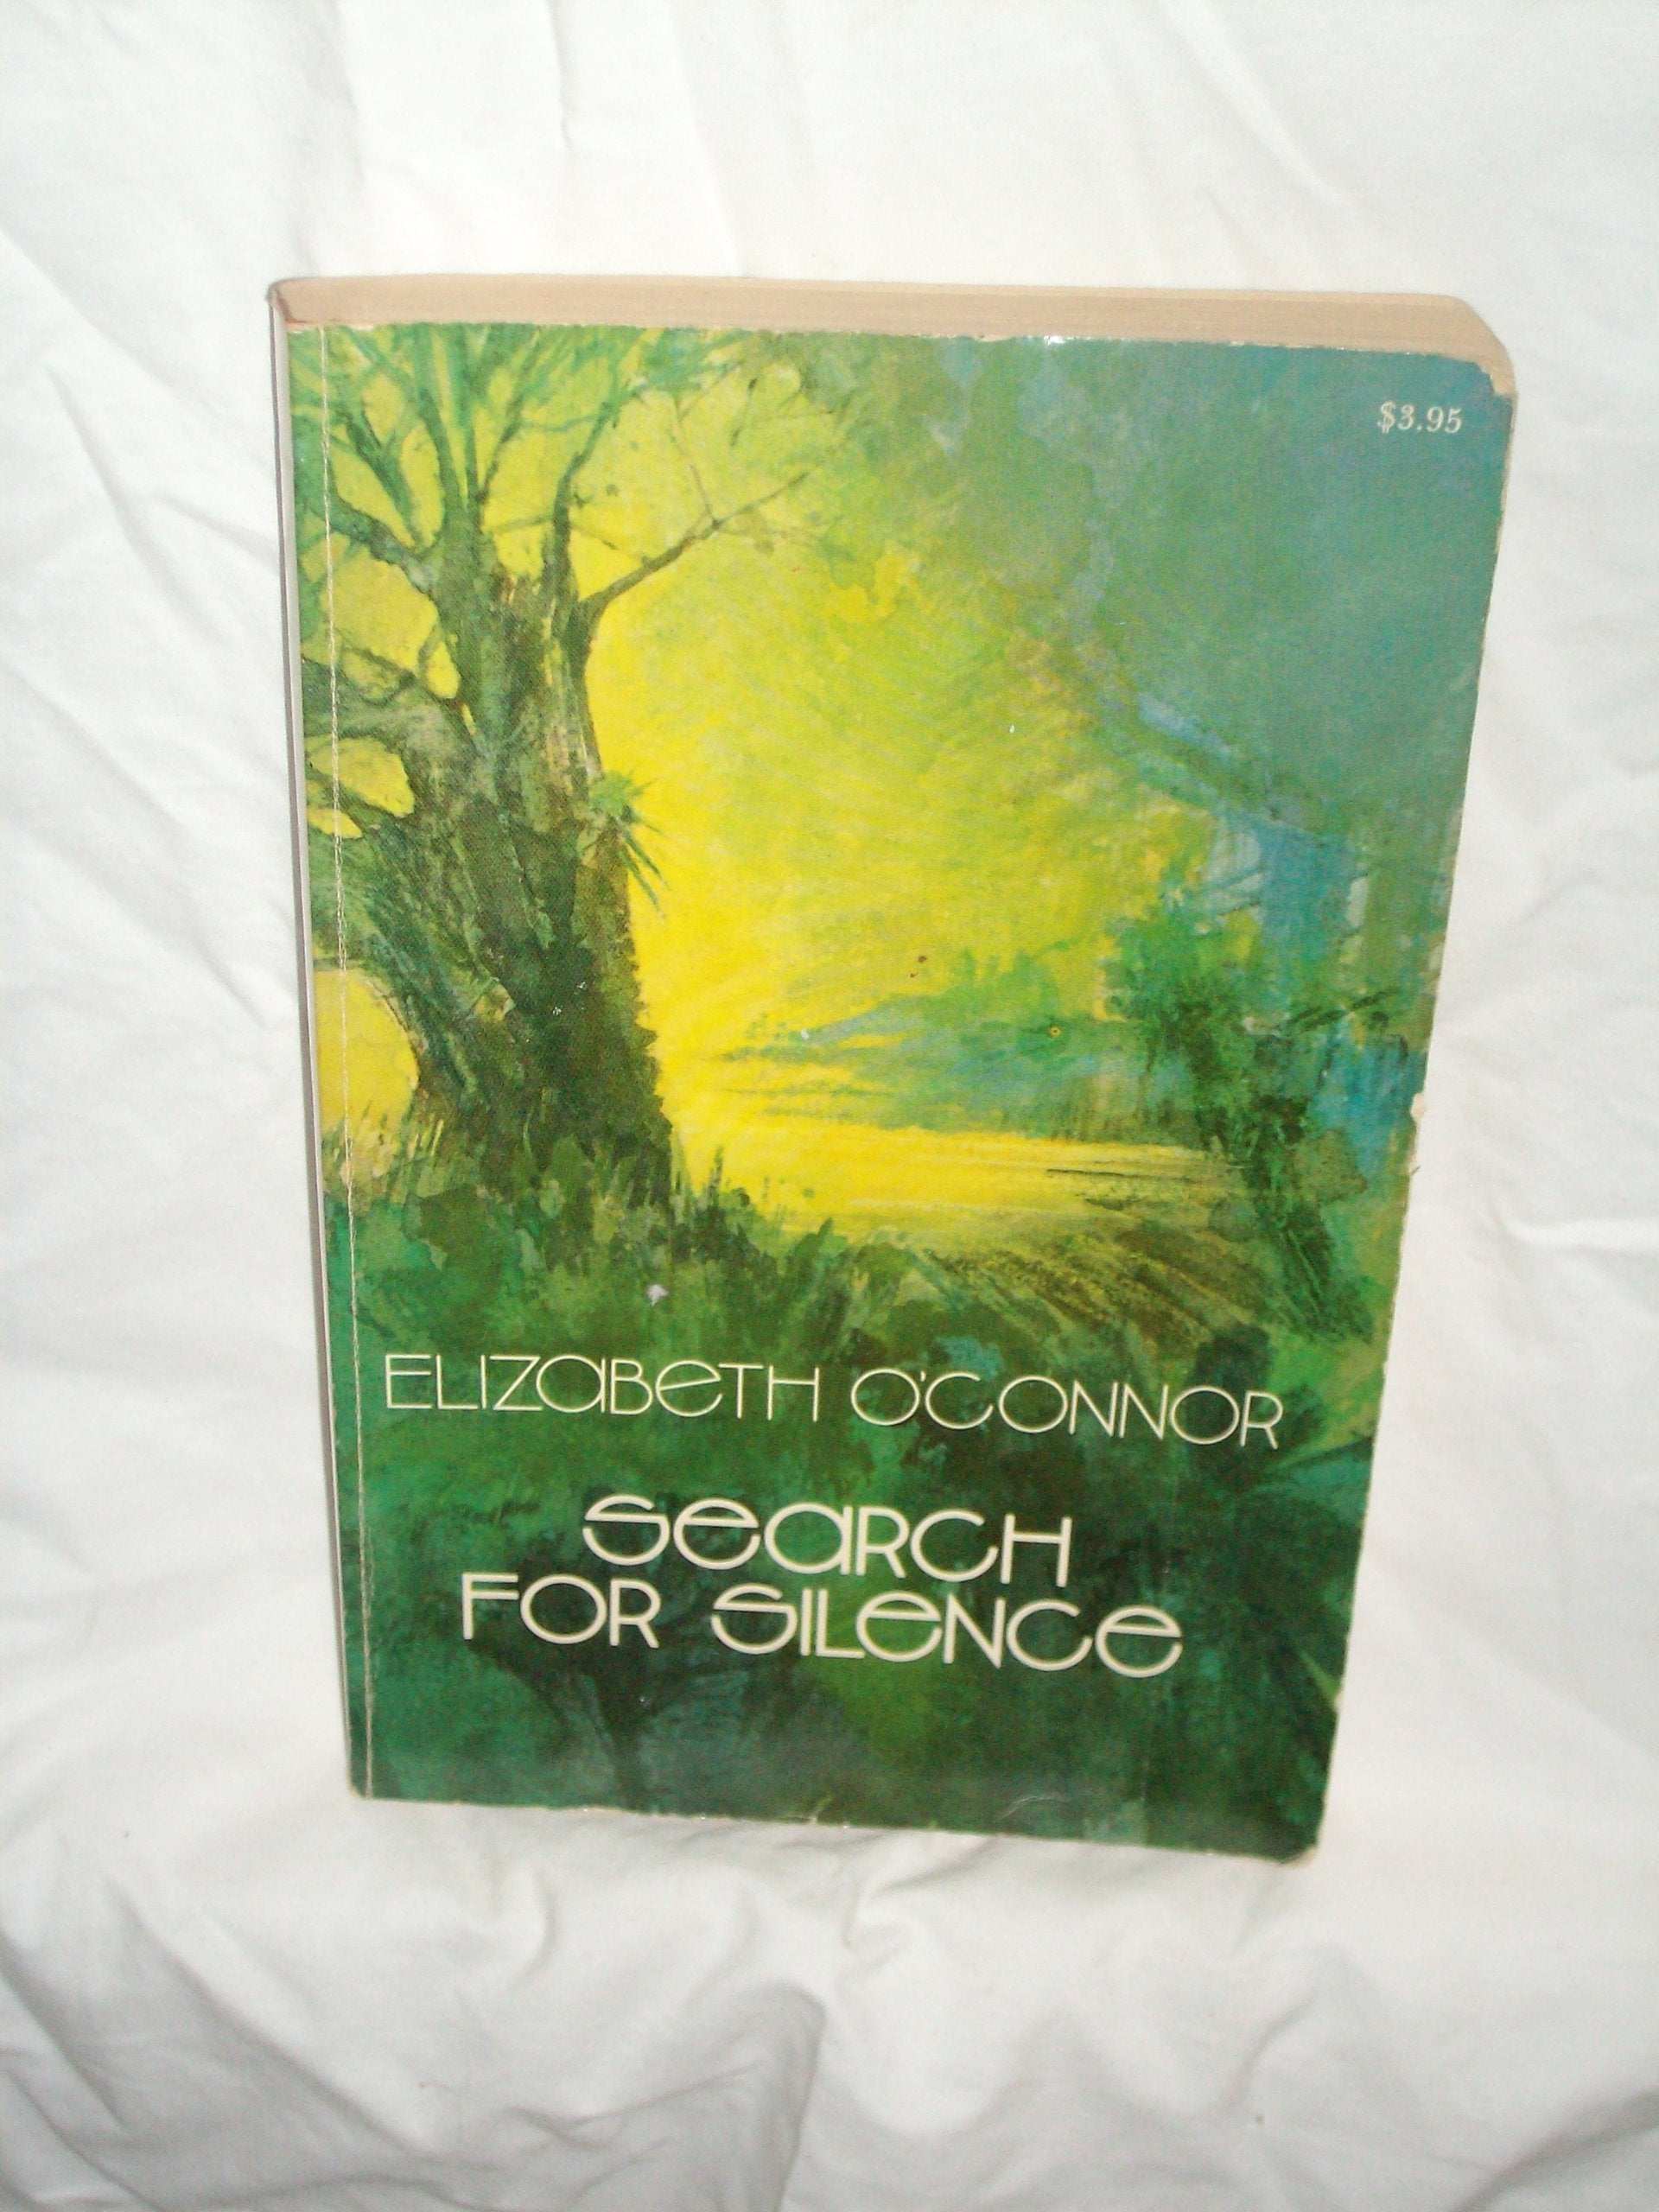 $3.95
ELIZABETH O'CONNOR
SEARCH
FOR SILENCE